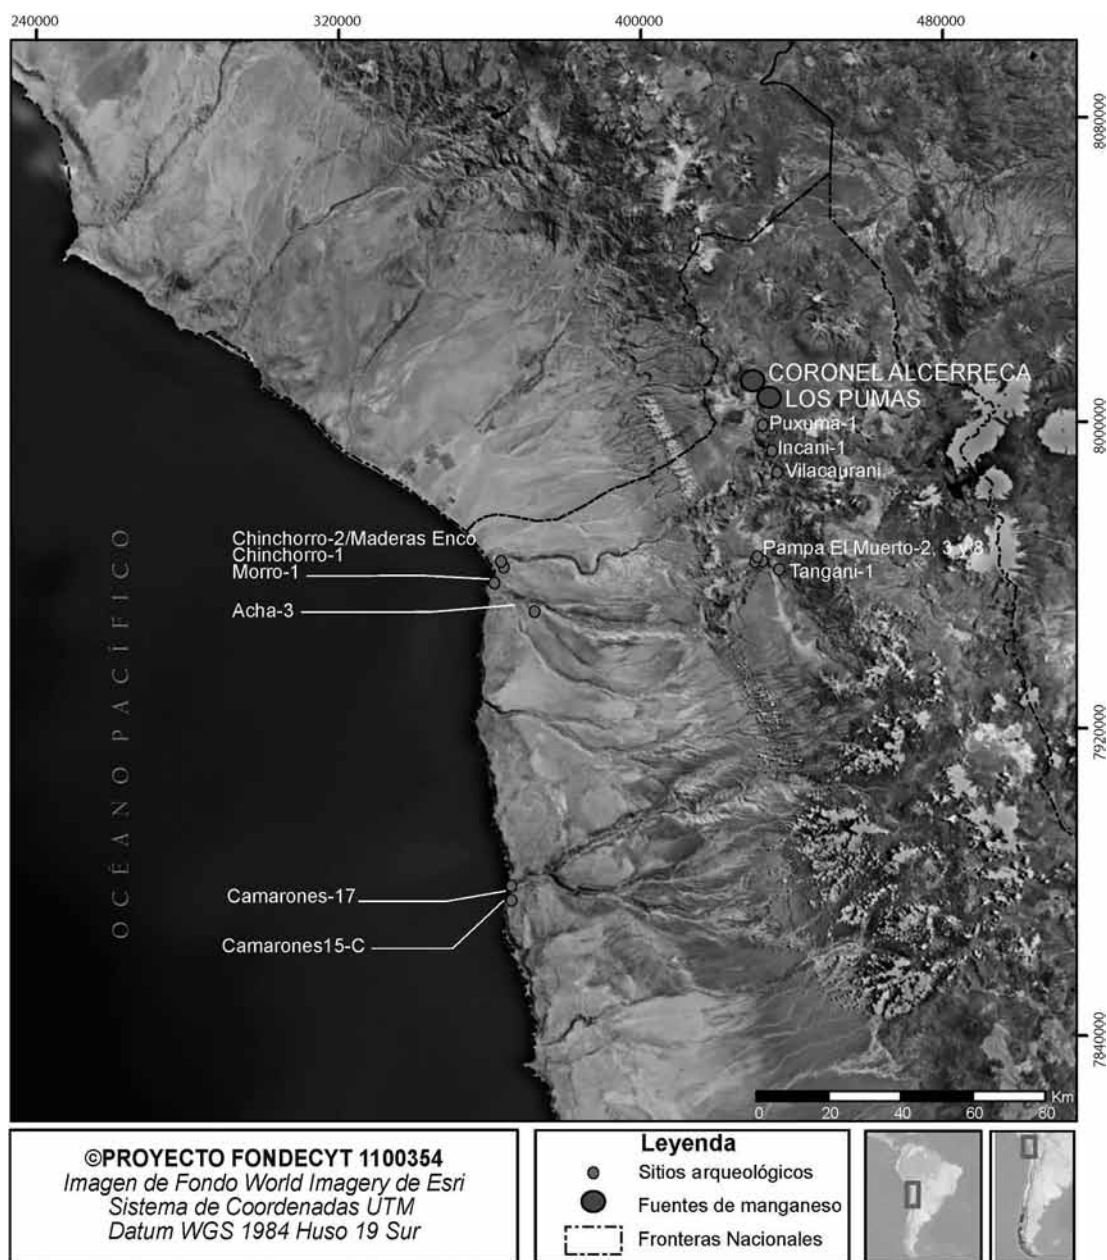 240000
320000
400000
480000
8080000
CORONEL ALCERRECA
LOS PUMAS
Puxuma-1
8000000
Incani-1
Vilacaurani
Chinchorro-2/Maderas Enco
Chinchorro-1
Pampa El Muerto-2, 3 y 8
Morro-1
Tangani-1
Acha-3
OCÉANO PACÍFICO
7920000
Camarones-17
Camarones15-C
7840000
Km
0 20 40 60 80
©PROYECTO FONDECYT 1100354
Imagen de Fondo World Imagery de Esri
Sistema de Coordenadas UTM
Datum WGS 1984 Huso 19 Sur
Leyenda
Sitios arqueológicos
Fuentes de manganeso
Fronteras Nacionales